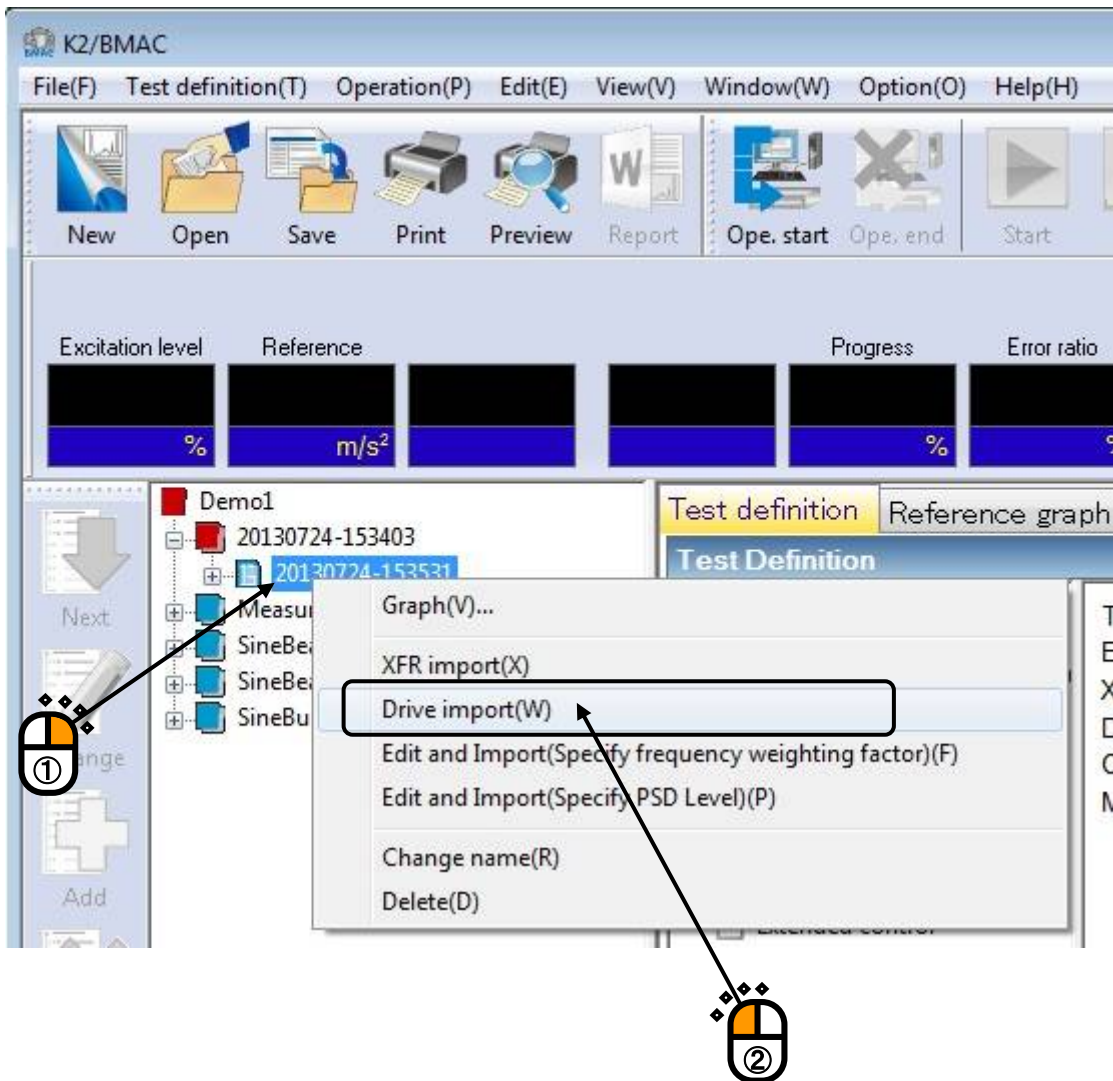 K2/BMAC
File(F) Test definition(T) Operation(P) Edit(E) View(V) Window(W) Option(O) Help(H)
New Open Save Print Preview Report Ope. start Ope. end Start
Excitation level Reference Progress Error ratio
% m/s² %
Demo1
Test definition Reference graph
20130724-153403
Test Definition
20130724-153531
Next
Graph(V)...
XFR import(X)
Drive import(W)
Edit and Import(Specify frequency weighting factor)(F)
①
Edit and Import(Specify PSD Level)(P)
Change name(R)
Add
Delete(D)
②